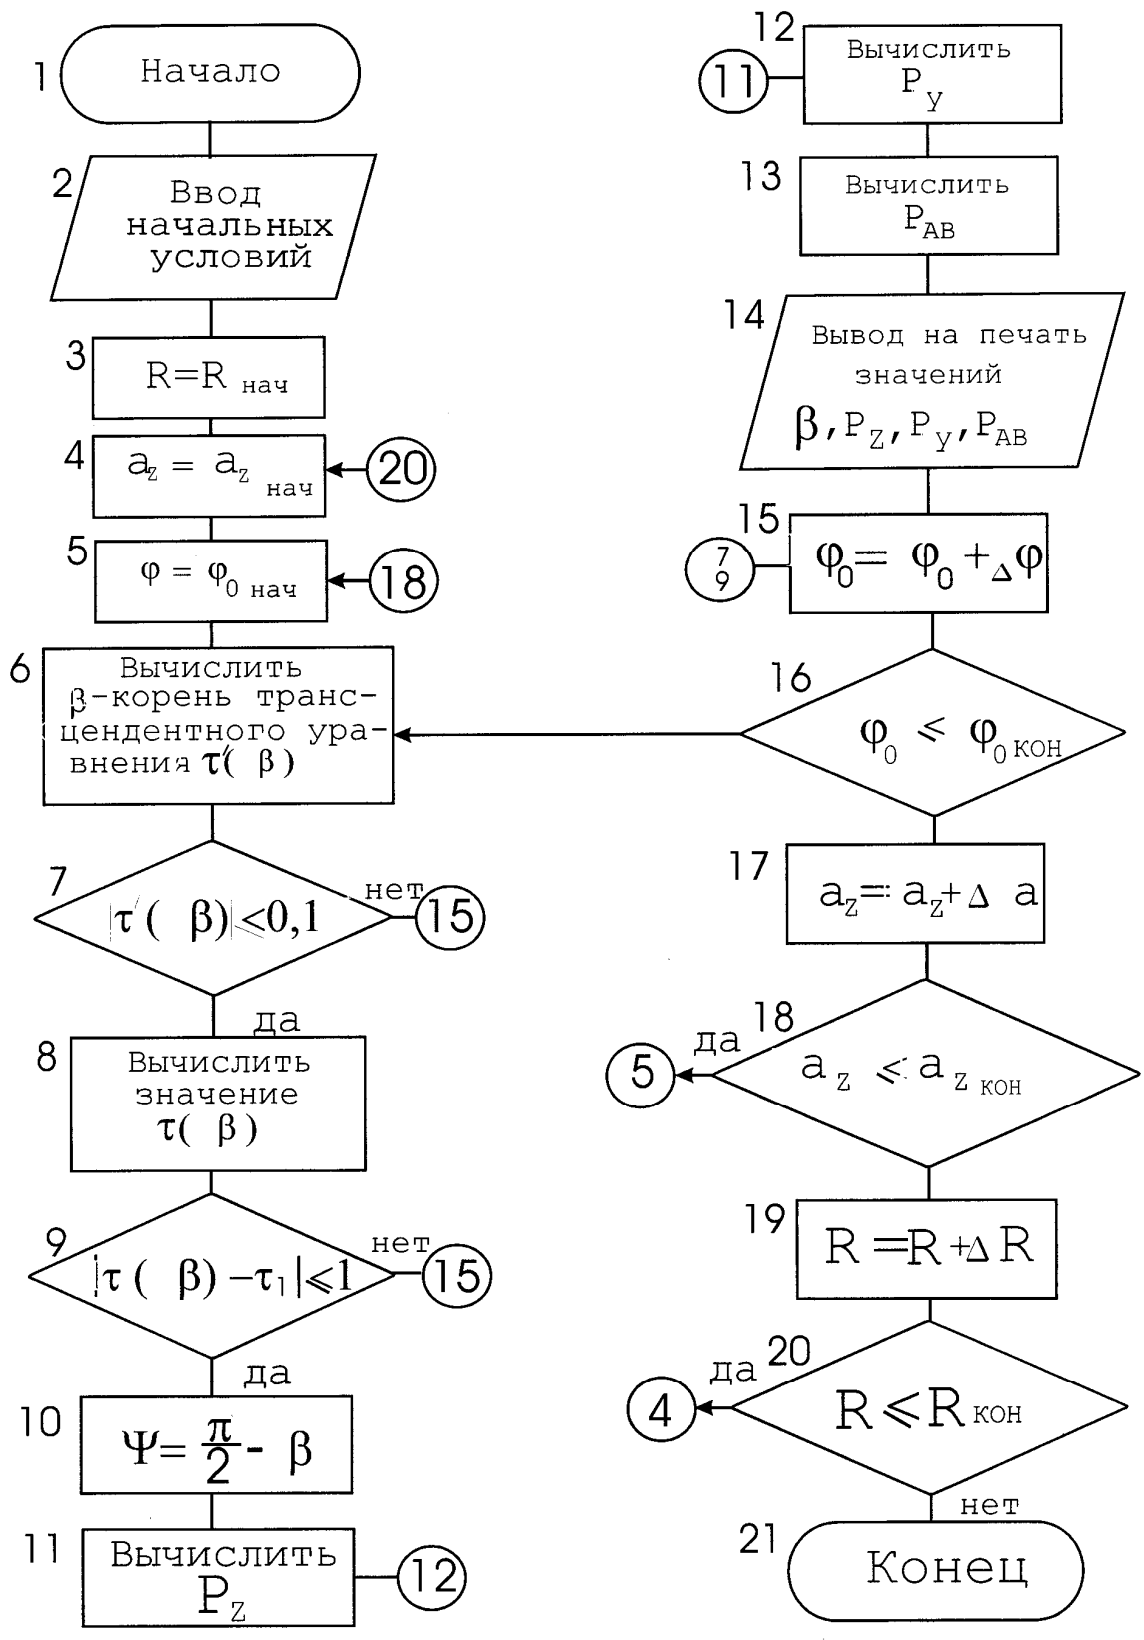 1
Начало
2
Ввод
начальных
условий
3
R=R нач
4
a_z = a_z нач
20
5
φ = φ_0 нач
18
6
Вычислить
β-корень транс-
цендентного ура-
внения τ′( β)
7
|τ′( β)|⩽0,1
нет
15
да
8
Вычислить
значение
τ( β)
9
|τ( β)−τ_1|⩽1
нет
15
да
10
Ψ= π/2 - β
11
Вычислить
P_z
12
12
11
Вычислить
P_y
13
Вычислить
P_АВ
14
Вывод на печать
значений
β, P_z, P_y, P_АВ
15
7
9
φ_0= φ_0+Δφ
16
φ_0 ⩽ φ_0 кон
17
a_z= a_z+Δ a
18
да
5
a_z ⩽ a_z кон
19
R=R+ΔR
20
да
4
R⩽R кон
нет
21
Конец